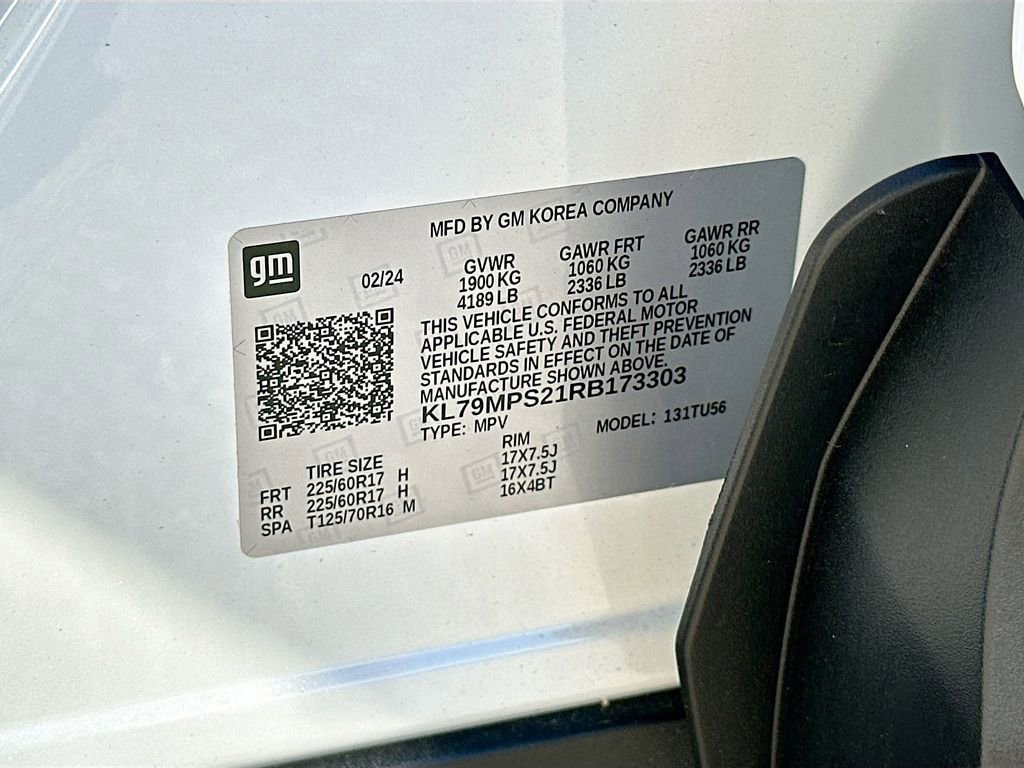 MFD BY GM KOREA COMPANY
gm
02/24
GVWR GAWR FRT GAWR RR
1900 KG 1060 KG 1060 KG
4189 LB 2336 LB 2336 LB
THIS VEHICLE CONFORMS TO ALL
APPLICABLE U.S. FEDERAL MOTOR
VEHICLE SAFETY AND THEFT PREVENTION
STANDARDS IN EFFECT ON THE DATE OF
MANUFACTURE SHOWN ABOVE.
KL79MPS21RB173303
TYPE: MPV MODEL: 131TU56
TIRE SIZE RIM
FRT 225/60R17 H 17X7.5J
RR 225/60R17 H 17X7.5J
SPA T125/70R16 M 16X4BT